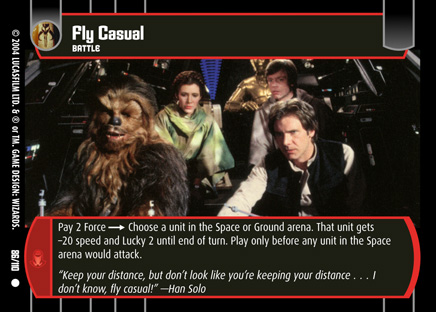 Fly Casual
BATTLE
© 2004 LUCASFILM LTD. ® or TM. GAME DESIGN: WIZARDS.
86/110
Pay 2 Force → Choose a unit in the Space or Ground arena. That unit gets
–20 speed and Lucky 2 until end of turn. Play only before any unit in the Space
arena would attack.
“Keep your distance, but don’t look like you’re keeping your distance . . . I
don’t know, fly casual!” —Han Solo